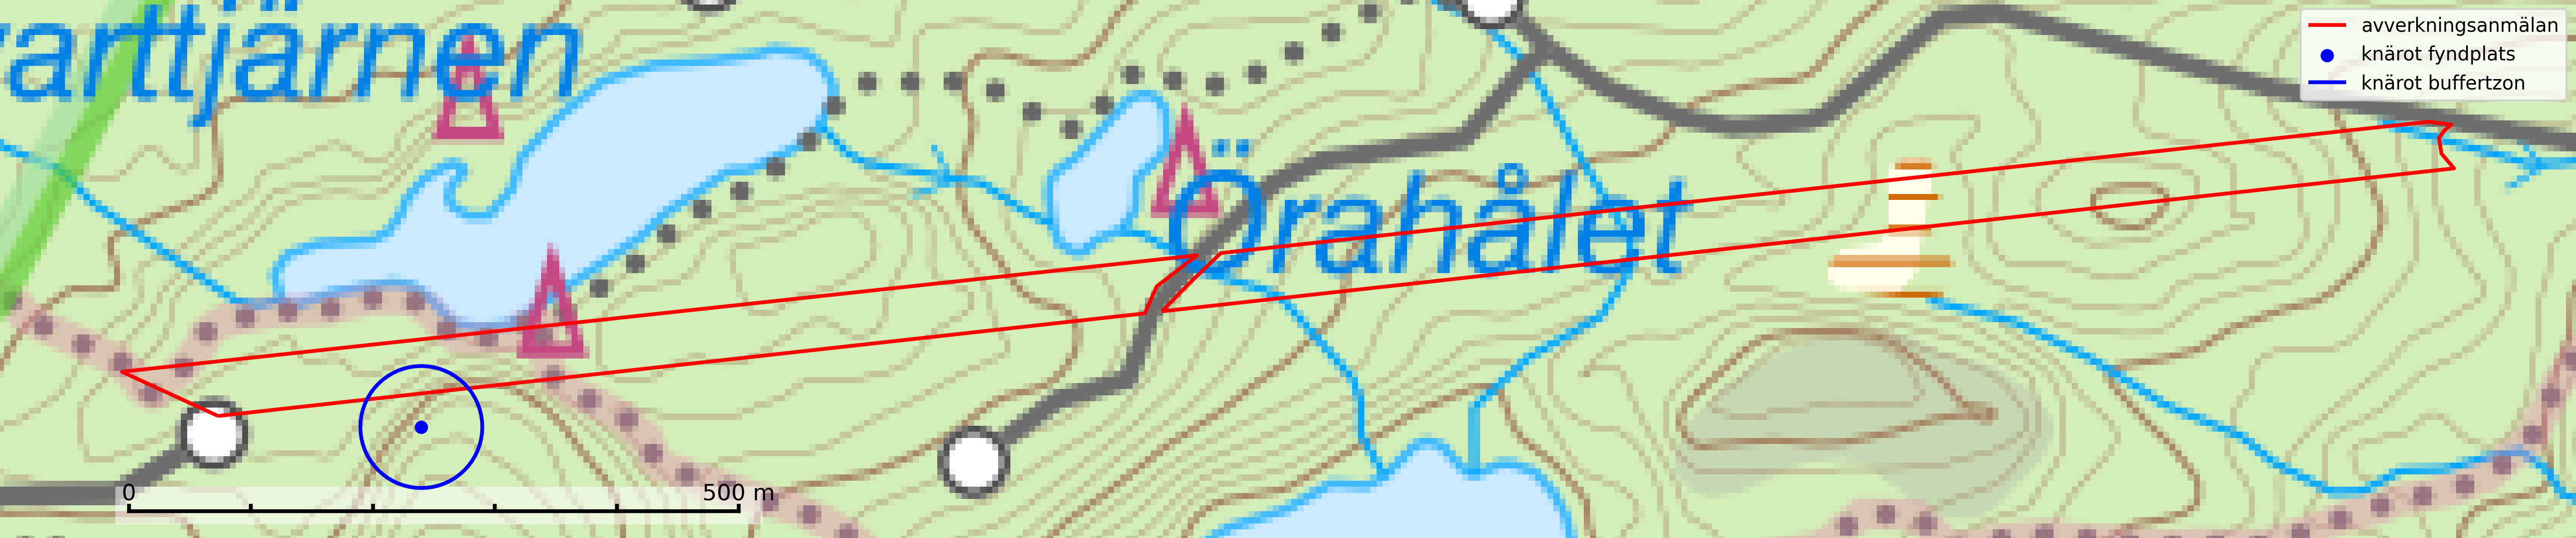 arttjärnen
Örahålet
avverkningsanmälan
knärot fyndplats
knärot buffertzon
0
500 m